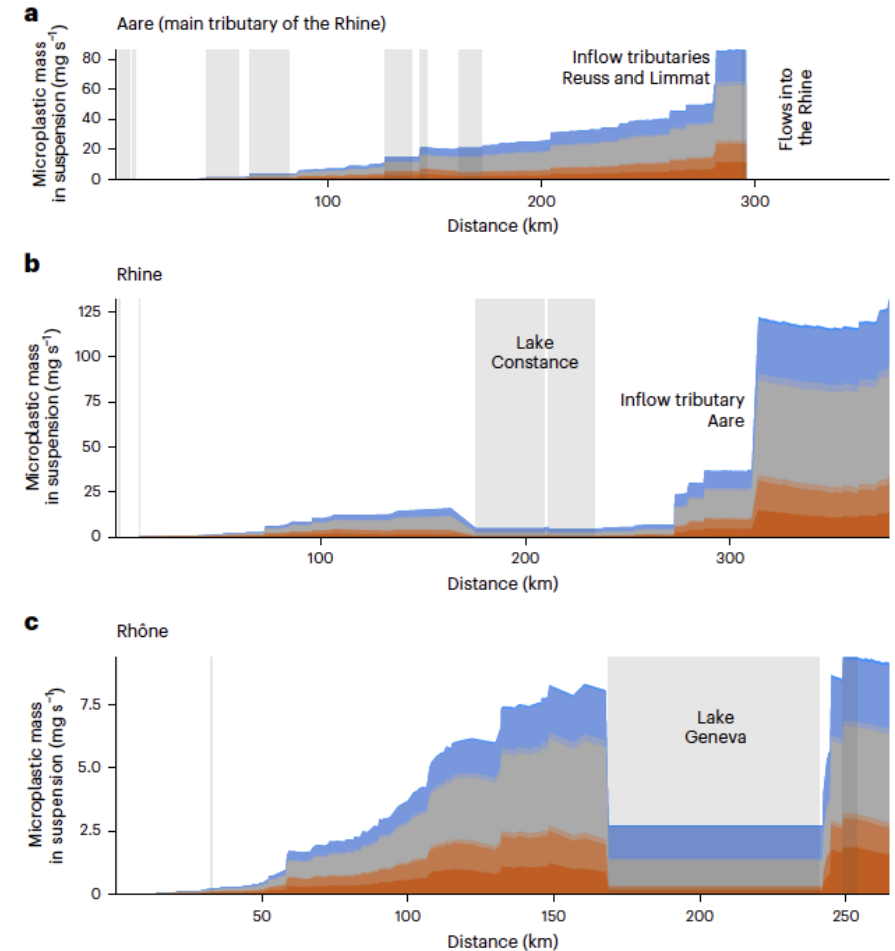 a
Aare (main tributary of the Rhine)
Microplastic mass
in suspension (mg s⁻¹)
80
60
40
20
0
Inflow tributaries
Reuss and Limmat
Flows into
the Rhine
100
200
300
Distance (km)
b
Rhine
Microplastic mass
in suspension (mg s⁻¹)
125
100
75
50
25
0
Lake
Constance
Inflow tributary
Aare
100
200
300
Distance (km)
c
Rhône
Microplastic mass
in suspension (mg s⁻¹)
7.5
5.0
2.5
0
Lake
Geneva
50
100
150
200
250
Distance (km)